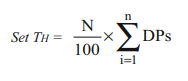 Set TH = N/100 × n∑i=1 DPs